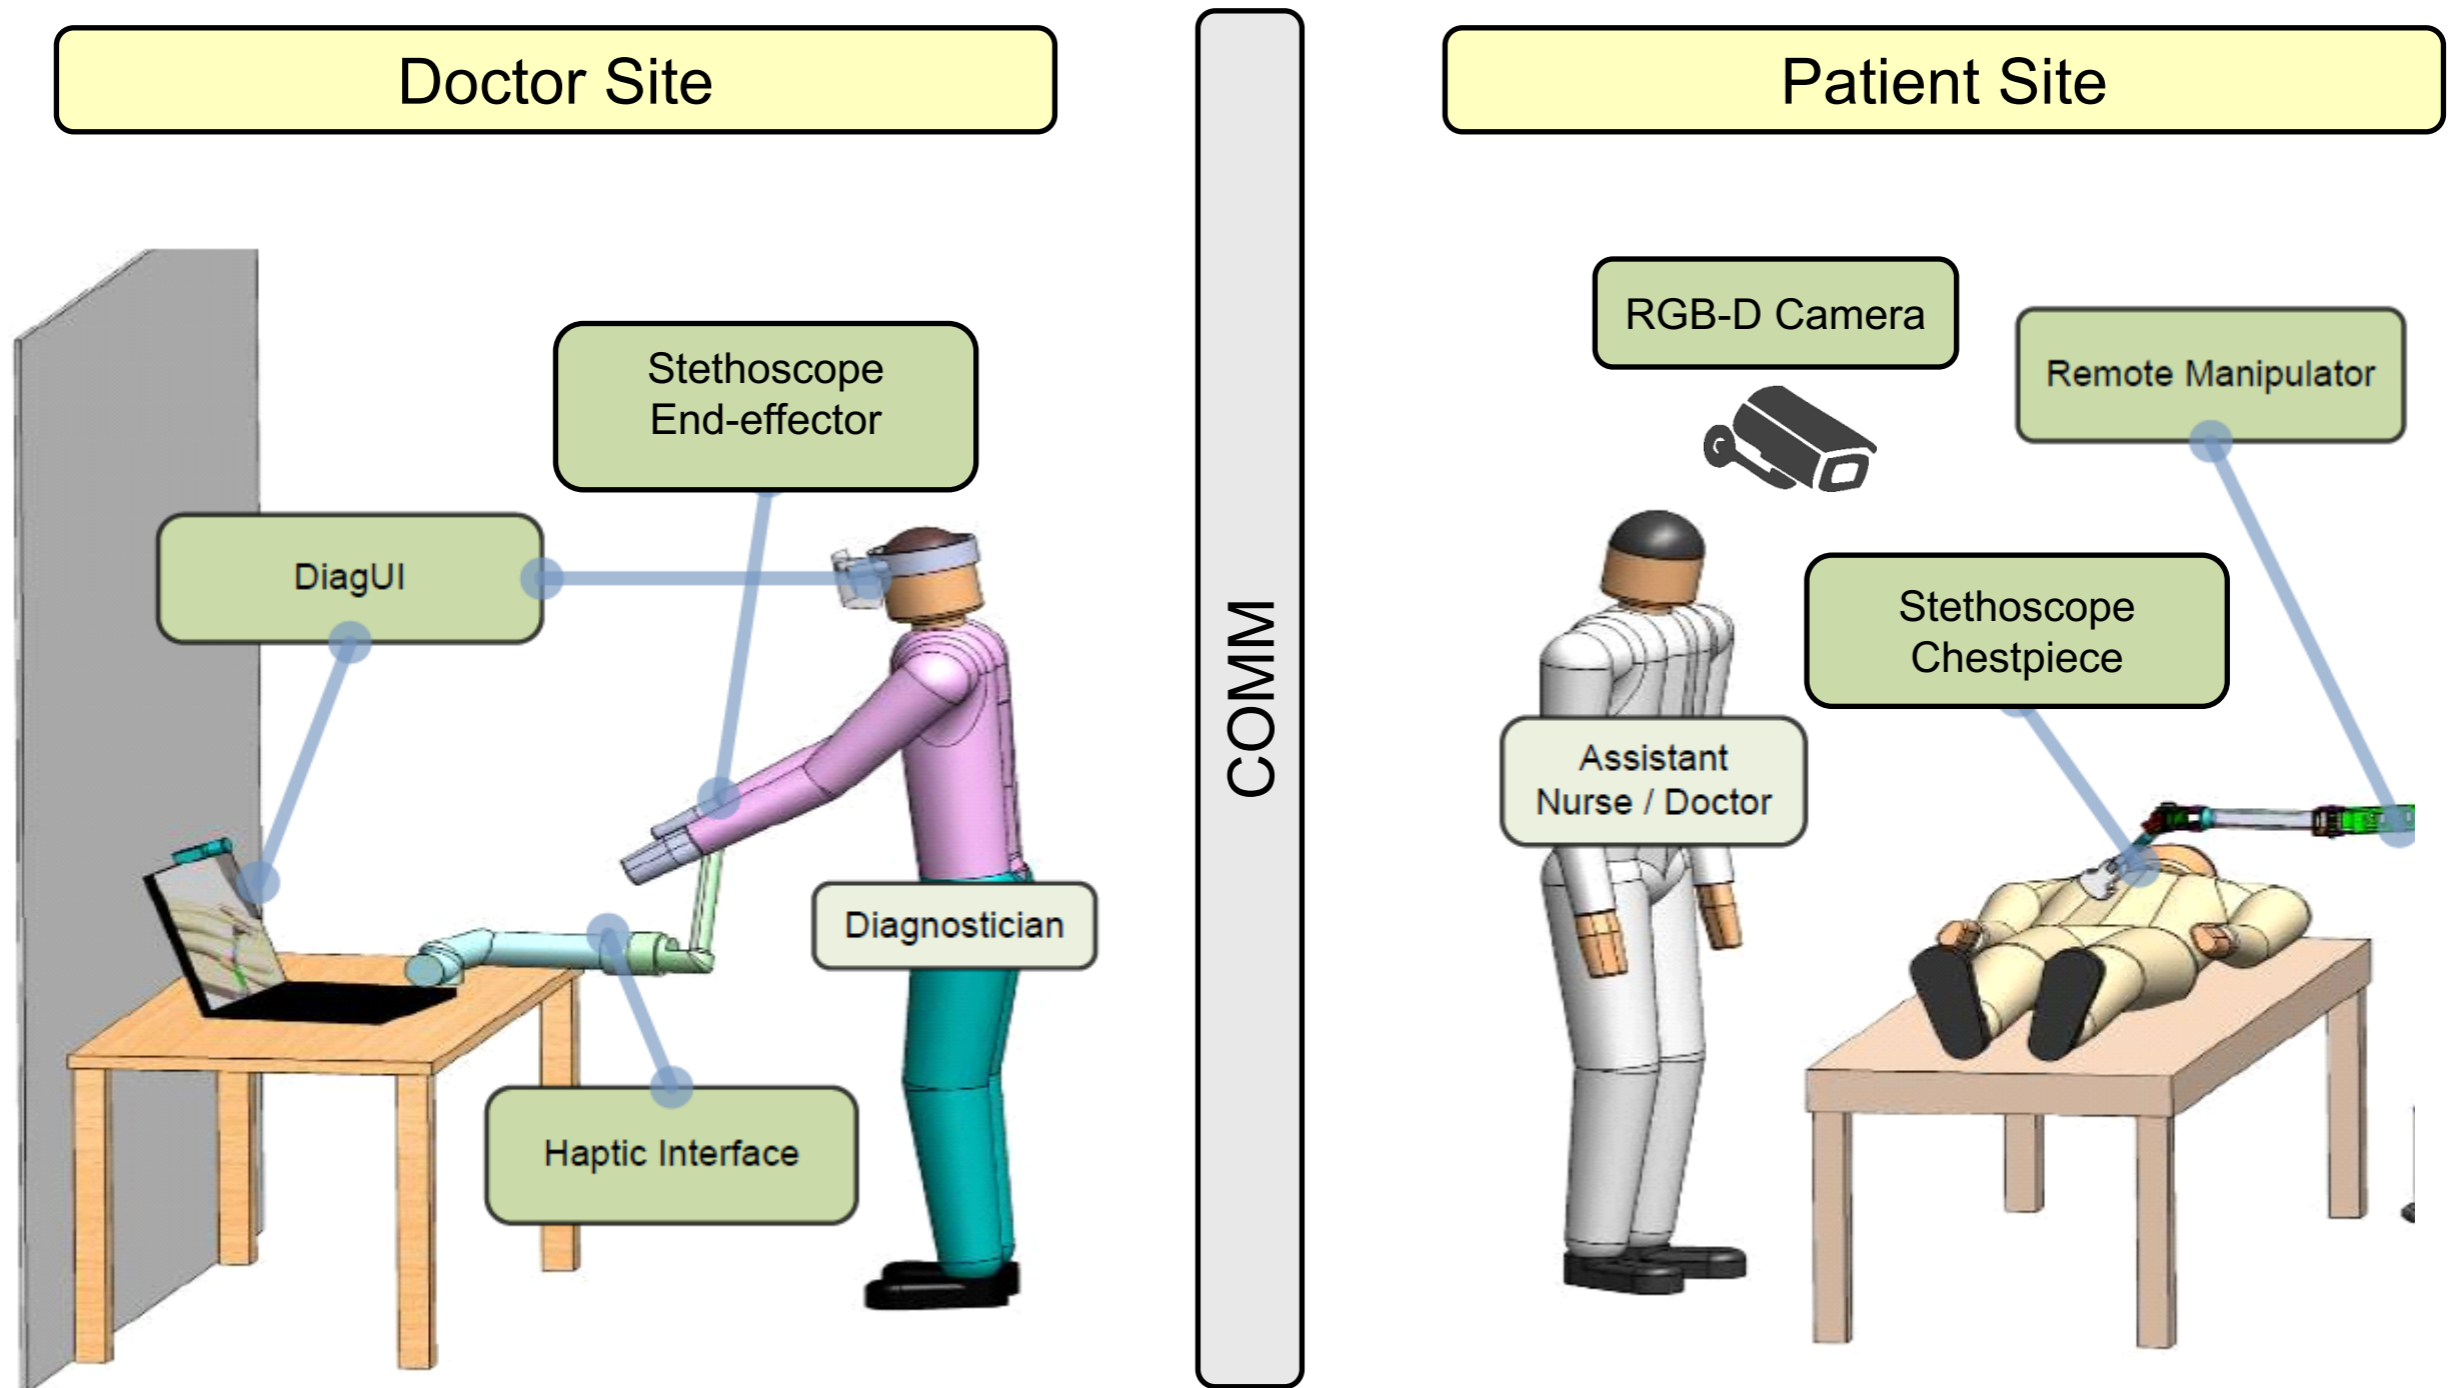 Doctor Site
Patient Site
COMM
Stethoscope
End-effector
DiagUI
Diagnostician
Haptic Interface
RGB-D Camera
Remote Manipulator
Stethoscope
Chestpiece
Assistant
Nurse / Doctor